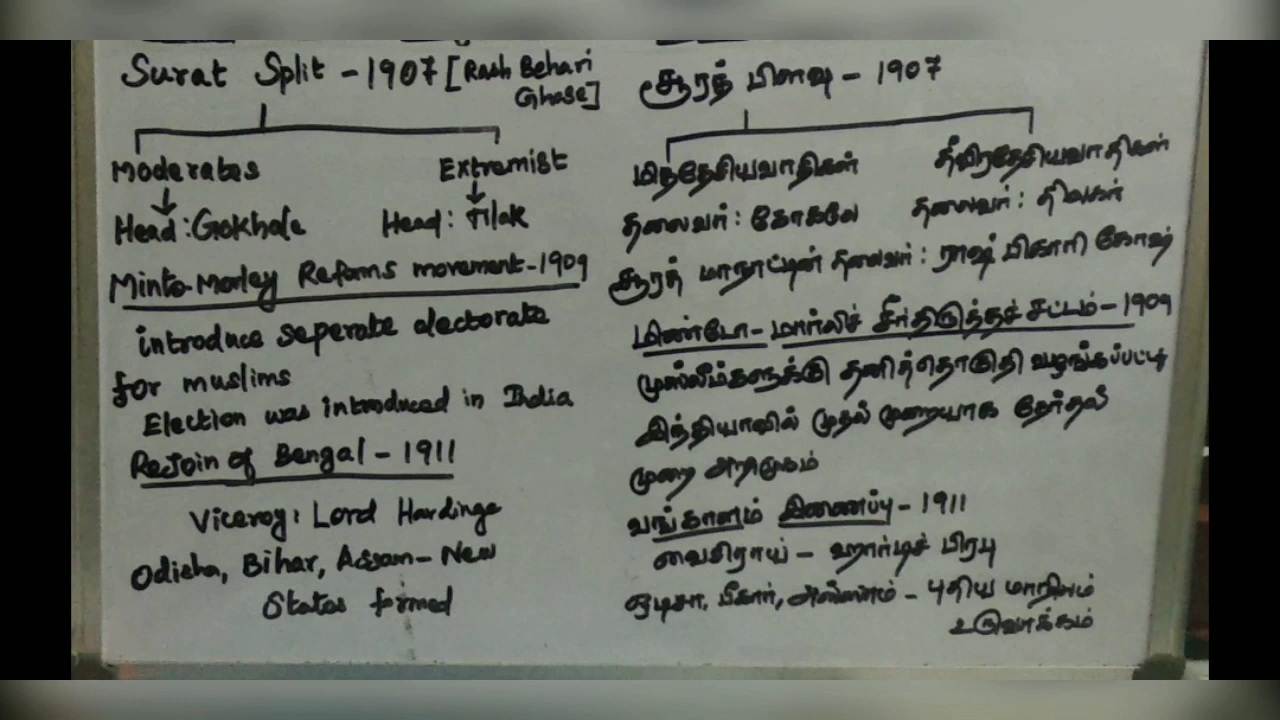 Surat Split - 1907 [Rash Behari
Ghose]
Moderates Extremist
Head: Gokhale Head: Tilak
Minto-Morley Reforms movement-1909
introduce seperate electorate
for muslims
Election was introduced in India
Rejoin of Bengal - 1911
Viceroy: Lord Hardinge
Odisha, Bihar, Assam - New
States formed
சூரத் பிளவு - 1907
மிததேசியவாதிகள் தீவிரதேசியவாதிகள்
தலைவர் : கோகலே தலைவர் : திலகர்
சூரத் மாநாட்டின் தலைவர் : ராஷ் பிகாரி கோஷ்
மிண்டோ - மார்லிச் சீர்திருத்தச் சட்டம் - 1909
முஸ்லீம்களுக்கு தனித்தொகுதி வழங்கப்பட்டது
இந்தியாவில் முதல் முறையாக தேர்தல்
முறை அறிமுகம்
வங்காளம் இணைப்பு - 1911
வைசிராய் - ஹார்டிச் பிரபு
ஒடிசா, பீகார், அஸ்ஸாம் - புதிய மாநிலம்
உருவாக்கம்